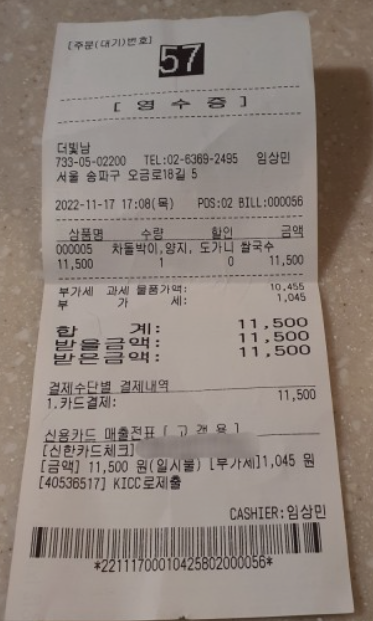 [주문(대기)번호]
57
[ 영 수 증 ]
더빛남
733-05-02200 TEL:02-6369-2495 임상민
서울 송파구 오금로18길 5
2022-11-17 17:08(목) POS:02 BILL:000056
상품명 수량 할인 금액
000005 차돌박이,양지, 도가니 쌀국수
11,500 1 0 11,500
부가세 과세 물품가액: 10,455
부 가 세: 1,045
합 계: 11,500
받을금액: 11,500
받은금액: 11,500
결제수단별 결제내역
1.카드결제: 11,500
신용카드 매출전표 [ 고 객 용 ]
[신한카드체크]
[금액] 11,500 원(일시불) [부가세]1,045 원
[40536517] KICC로제출
CASHIER:임상민
*2211170001042580200005​6*